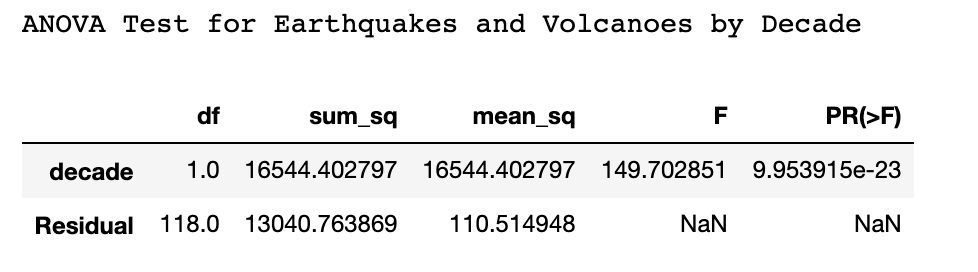 ANOVA Test for Earthquakes and Volcanoes by Decade
df sum_sq mean_sq F PR(>F)
decade 1.0 16544.402797 16544.402797 149.702851 9.953915e-23
Residual 118.0 13040.763869 110.514948 NaN NaN